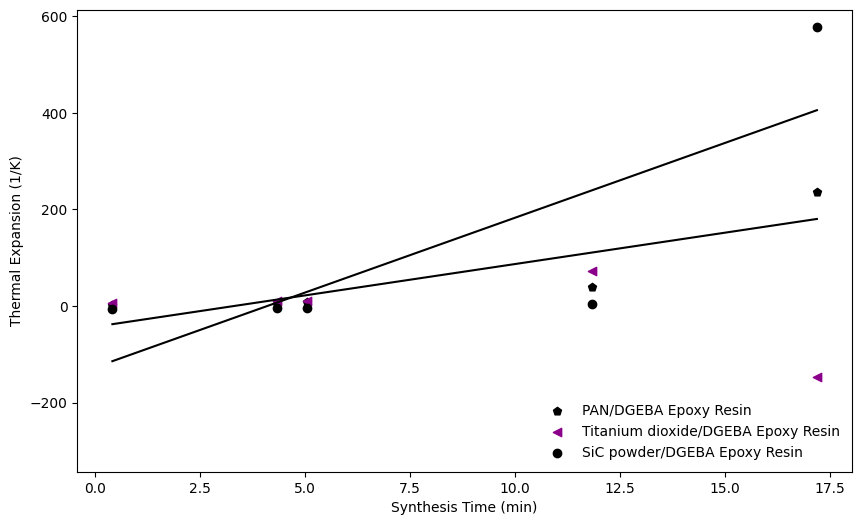 600
400
200
0
−200
Thermal Expansion (1/K)
PAN/DGEBA Epoxy Resin
Titanium dioxide/DGEBA Epoxy Resin
SiC powder/DGEBA Epoxy Resin
0.0 2.5 5.0 7.5 10.0 12.5 15.0 17.5
Synthesis Time (min)